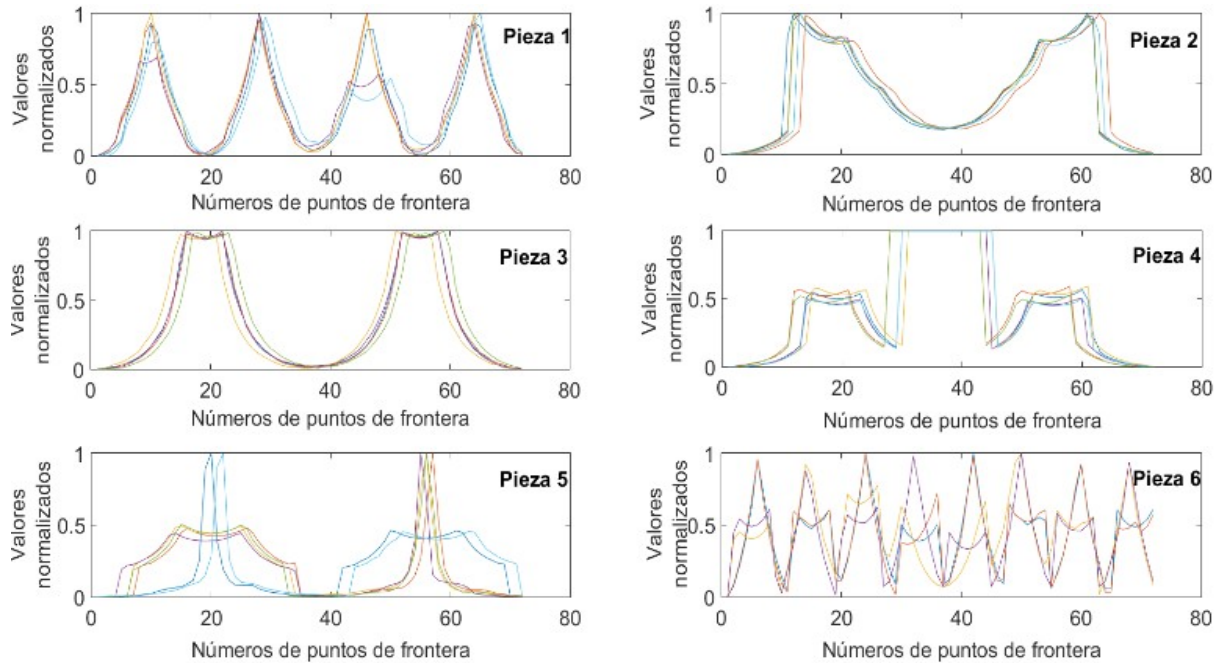 Valores
normalizados
1
0.5
0
Pieza 1
0 20 40 60 80
Números de puntos de frontera
Valores
normalizados
1
0.5
0
Pieza 2
0 20 40 60 80
Números de puntos de frontera
Valores
normalizados
1
0.5
0
Pieza 3
0 20 40 60 80
Números de puntos de frontera
Valores
normalizados
1
0.5
0
Pieza 4
0 20 40 60 80
Números de puntos de frontera
Valores
normalizados
1
0.5
0
Pieza 5
0 20 40 60 80
Números de puntos de frontera
Valores
normalizados
1
0.5
0
Pieza 6
0 20 40 60 80
Números de puntos de frontera